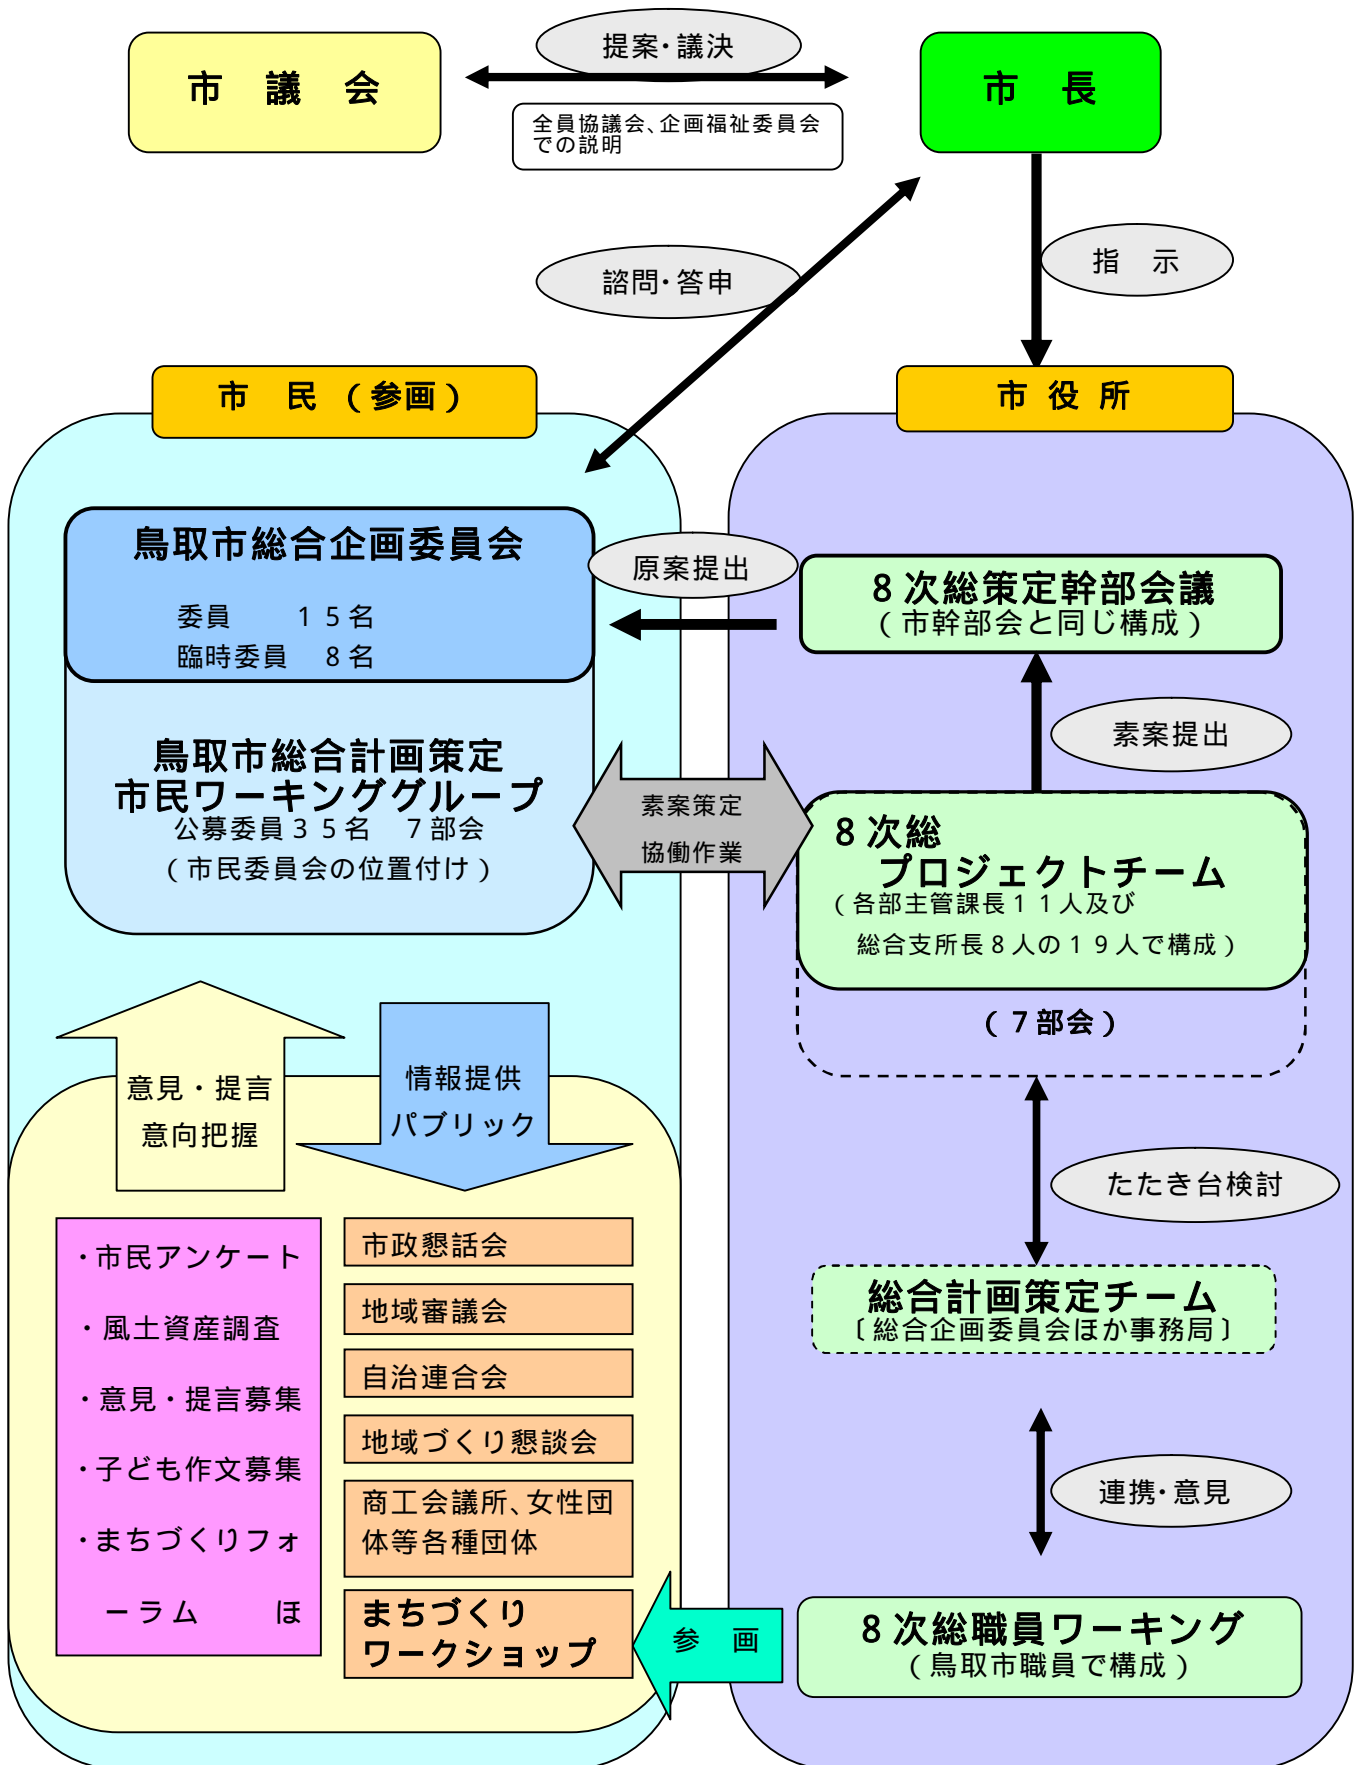 提案・議決
市　議　会
市　長
全員協議会、企画福祉委員会
での説明
諮問・答申
指　示
市　民　（参画）
市 役 所
鳥取市総合企画委員会
委員　　１５名
臨時委員　８名
原案提出
８次総策定幹部会議
（市幹部会と同じ構成）
素案提出
鳥取市総合計画策定
市民ワーキンググループ
公募委員３５名　７部会
（市民委員会の位置付け）
素案策定
協働作業
８次総
プロジェクトチーム
（各部主管課長１１人及び
総合支所長８人の１９人で構成）
（７部会）
意見・提言
意向把握
情報提供
パブリック
たたき台検討
・市民アンケート
・風土資産調査
・意見・提言募集
・子ども作文募集
・まちづくりフォ
ーラム　　ほ
市政懇話会
地域審議会
自治連合会
地域づくり懇談会
商工会議所、女性団
体等各種団体
まちづくり
ワークショップ
総合計画策定チーム
〔総合企画委員会ほか事務局〕
連携・意見
参　画
８次総職員ワーキング
（鳥取市職員で構成）